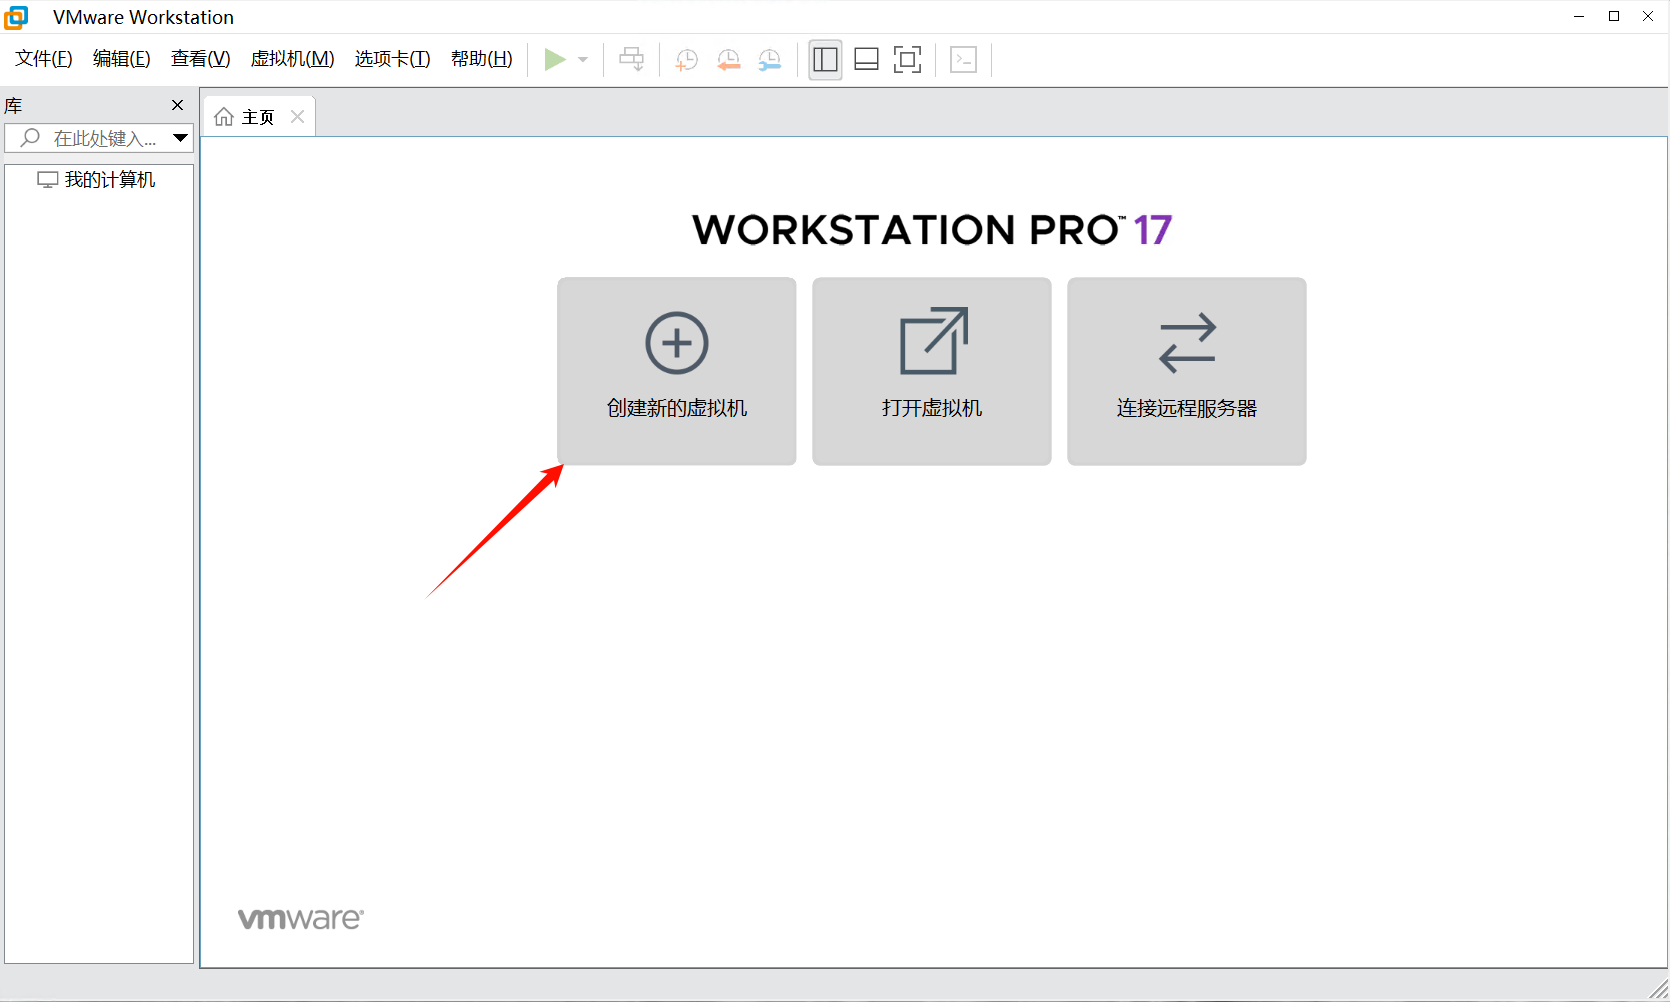 VMware Workstation
文件(F) 编辑(E) 查看(V) 虚拟机(M) 选项卡(T) 帮助(H)
库
在此处键入...
我的计算机
主页
WORKSTATION PRO™ 17
创建新的虚拟机
打开虚拟机
连接远程服务器
vmware®